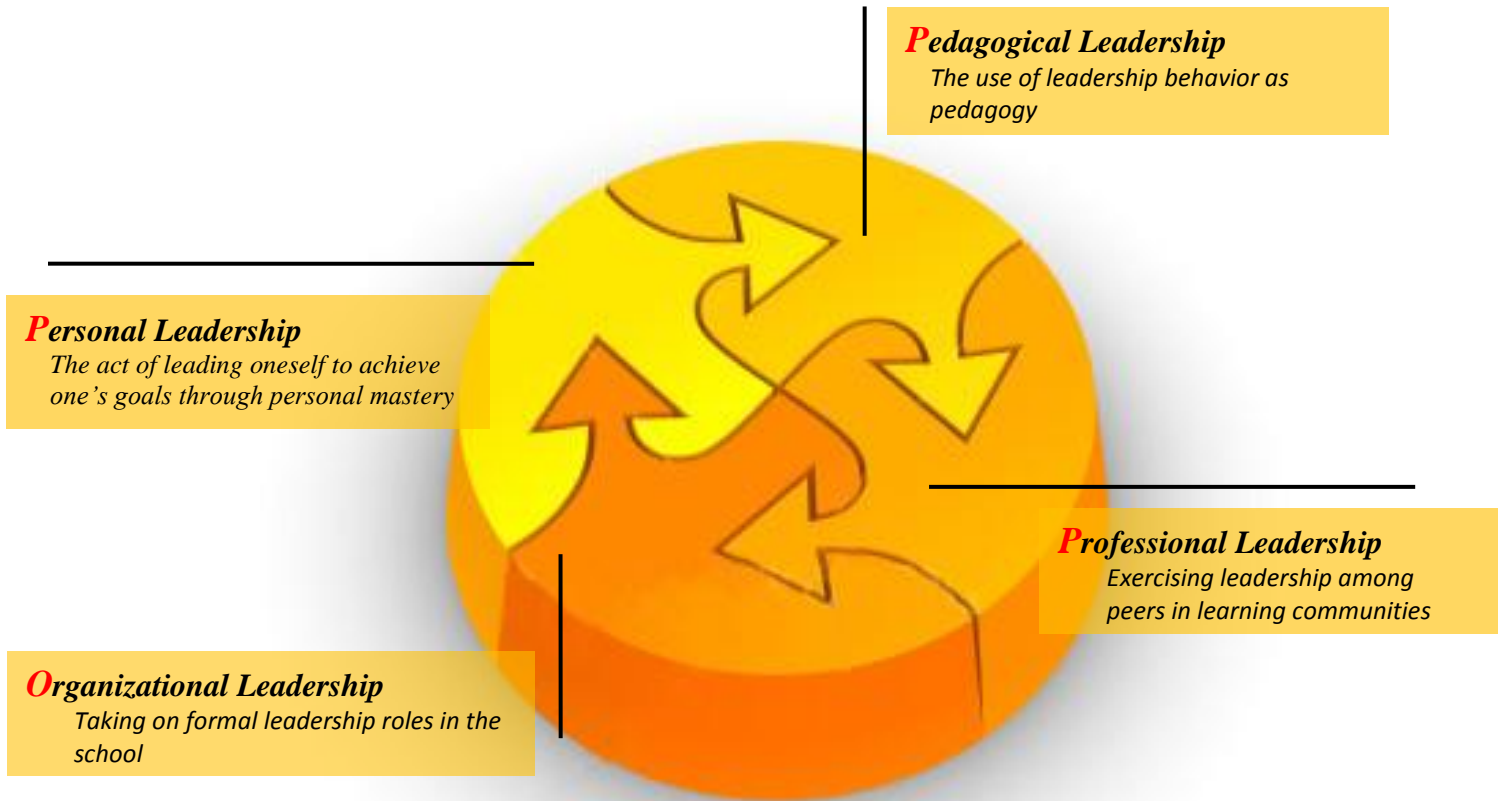 Pedagogical Leadership
The use of leadership behavior as
pedagogy
Personal Leadership
The act of leading oneself to achieve
one’s goals through personal mastery
Professional Leadership
Exercising leadership among
peers in learning communities
Organizational Leadership
Taking on formal leadership roles in the
school